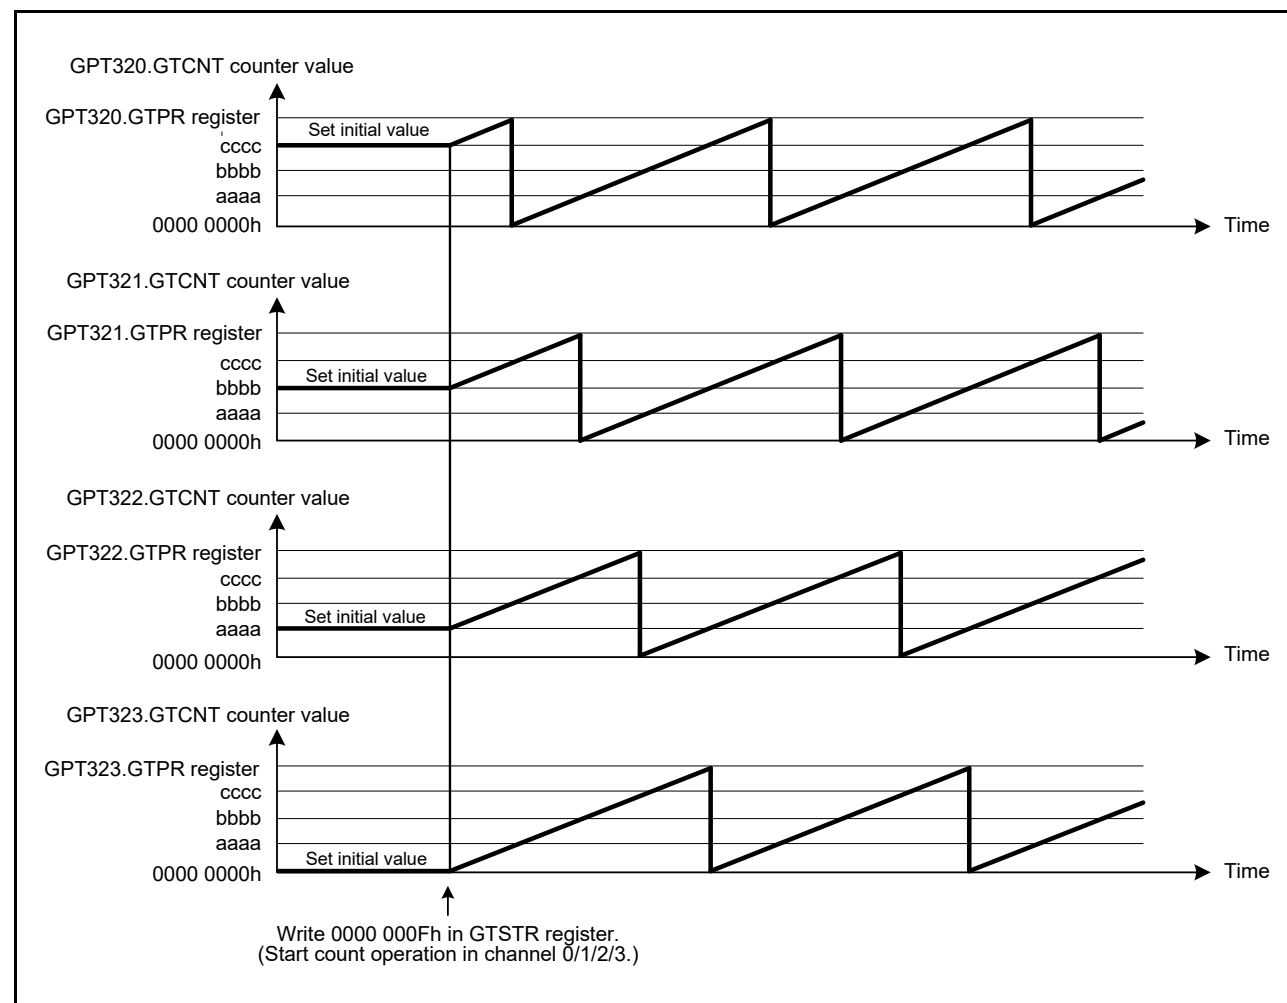 GPT320.GTCNT counter value
GPT320.GTPR register
Set initial value
cccc
bbbb
aaaa
0000 0000h
Time
GPT321.GTCNT counter value
GPT321.GTPR register
cccc
Set initial value
bbbb
aaaa
0000 0000h
Time
GPT322.GTCNT counter value
GPT322.GTPR register
cccc
bbbb
Set initial value
aaaa
0000 0000h
Time
GPT323.GTCNT counter value
GPT323.GTPR register
cccc
bbbb
aaaa
Set initial value
0000 0000h
Time
Write 0000 000Fh in GTSTR register.
(Start count operation in channel 0/1/2/3.)